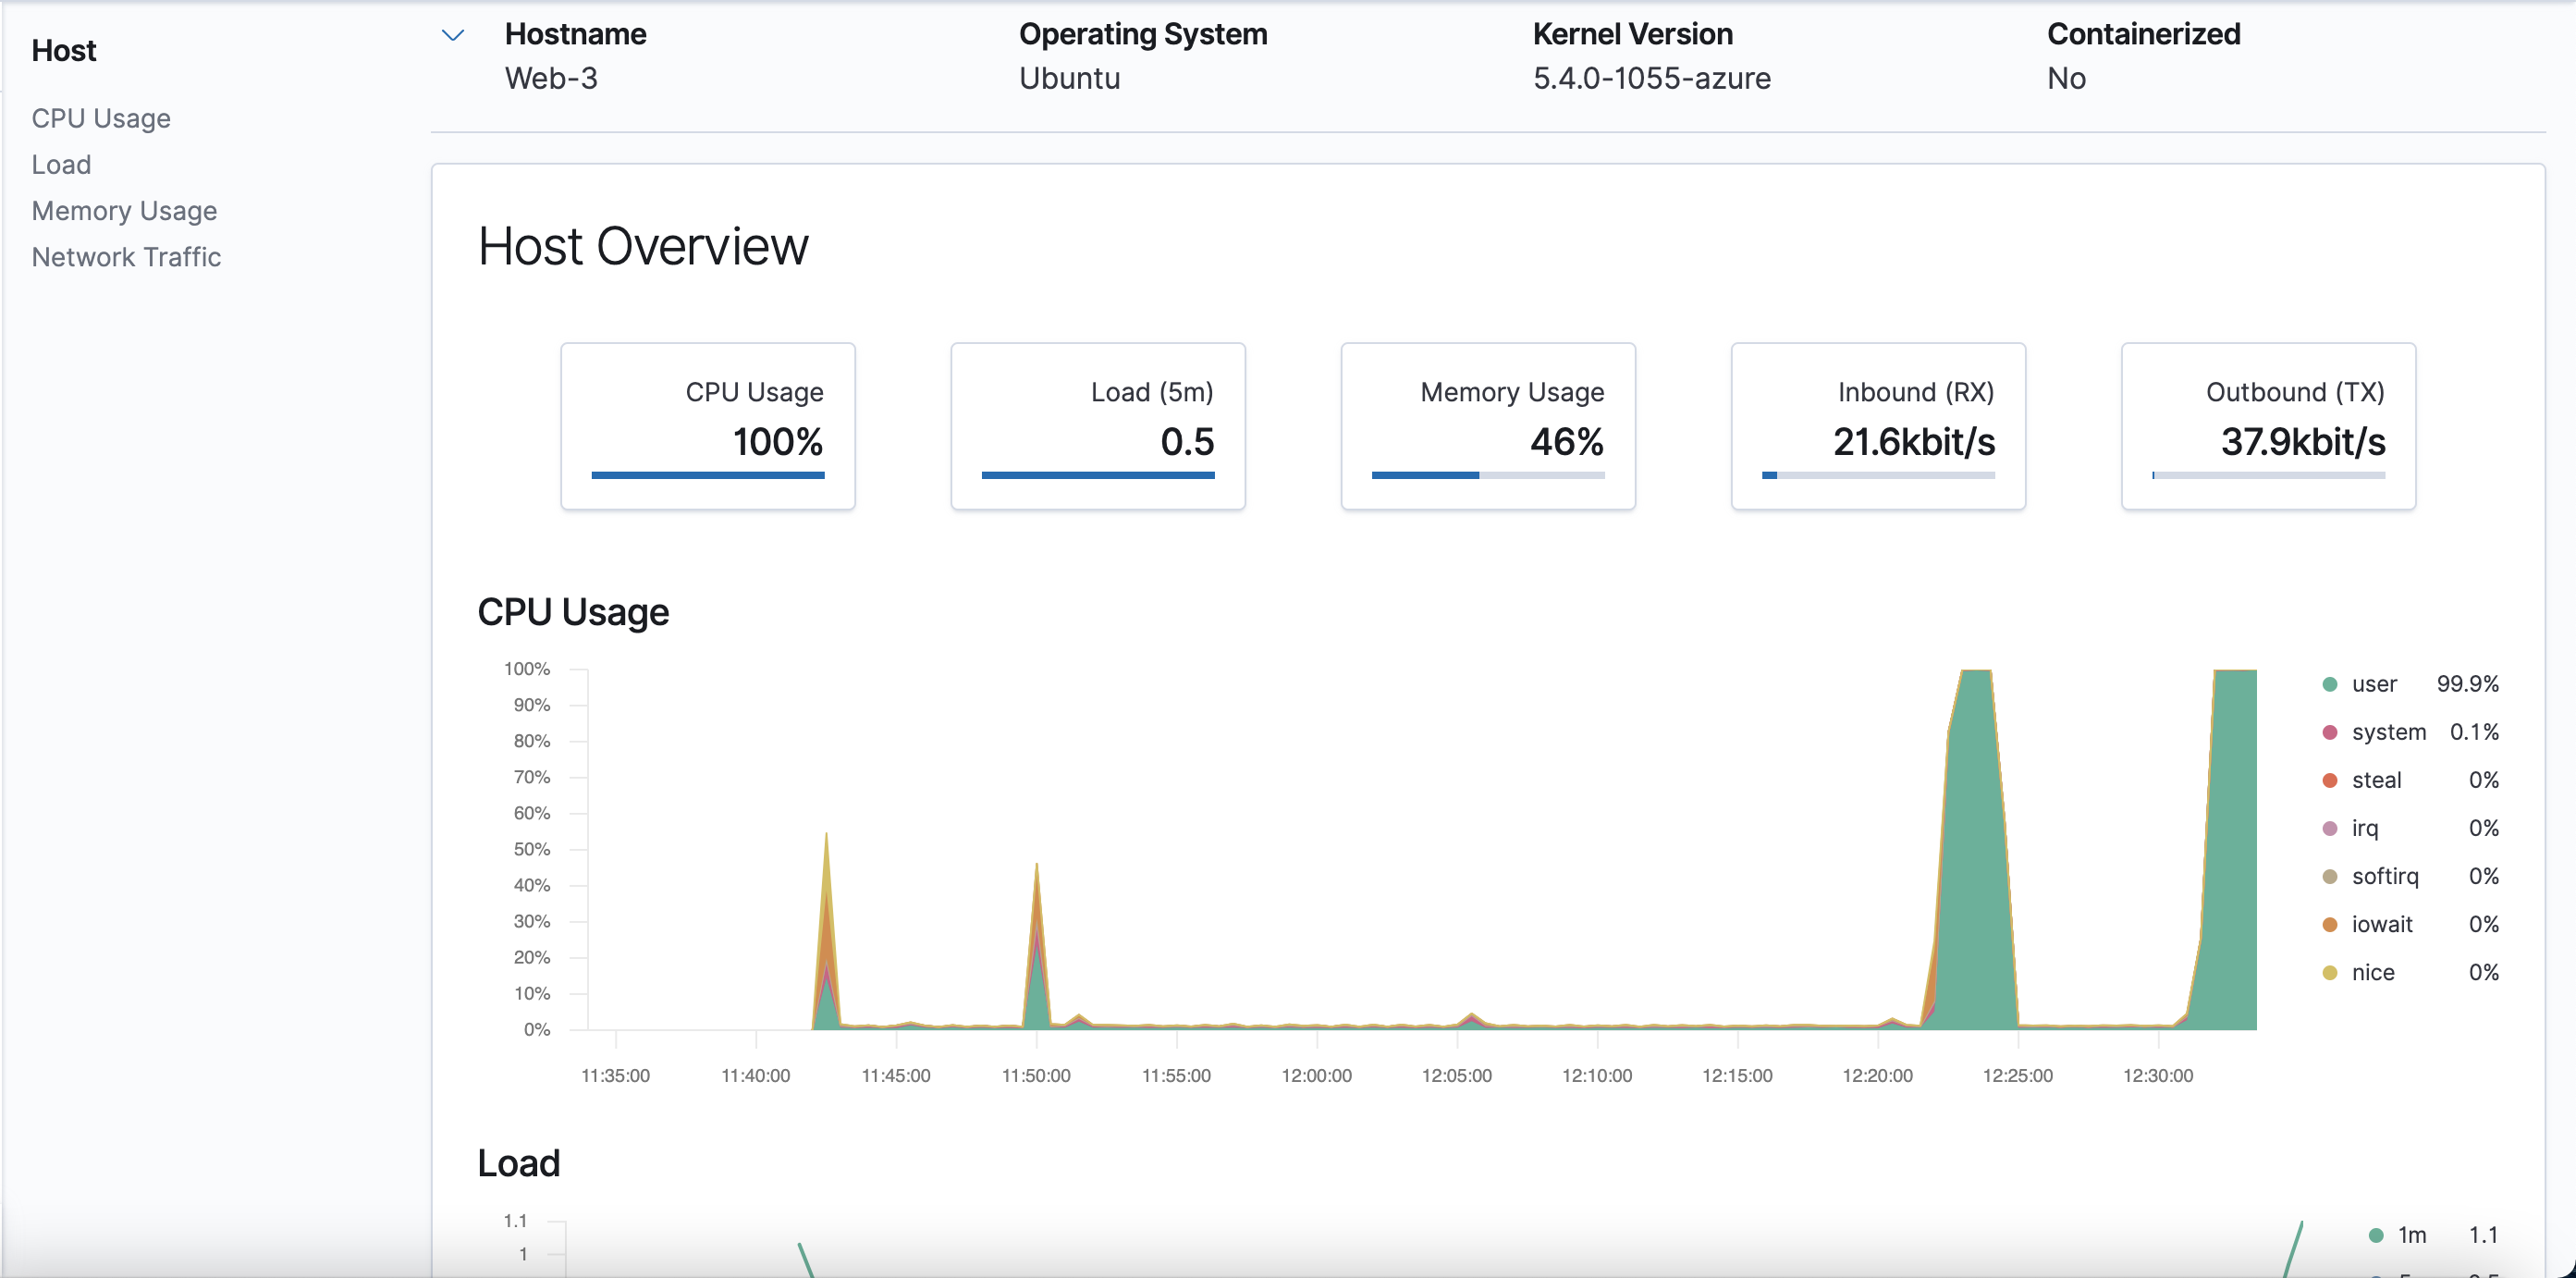 Host
CPU Usage
Load
Memory Usage
Network Traffic
Hostname
Web-3
Operating System
Ubuntu
Kernel Version
5.4.0-1055-azure
Containerized
No
Host Overview
CPU Usage
100%
Load (5m)
0.5
Memory Usage
46%
Inbound (RX)
21.6kbit/s
Outbound (TX)
37.9kbit/s
CPU Usage
100%
90%
80%
70%
60%
50%
40%
30%
20%
10%
0%
11:35:00 11:40:00 11:45:00 11:50:00 11:55:00 12:00:00 12:05:00 12:10:00 12:15:00 12:20:00 12:25:00 12:30:00
user 99.9%
system 0.1%
steal 0%
irq 0%
softirq 0%
iowait 0%
nice 0%
Load
1.1
1
1m 1.1